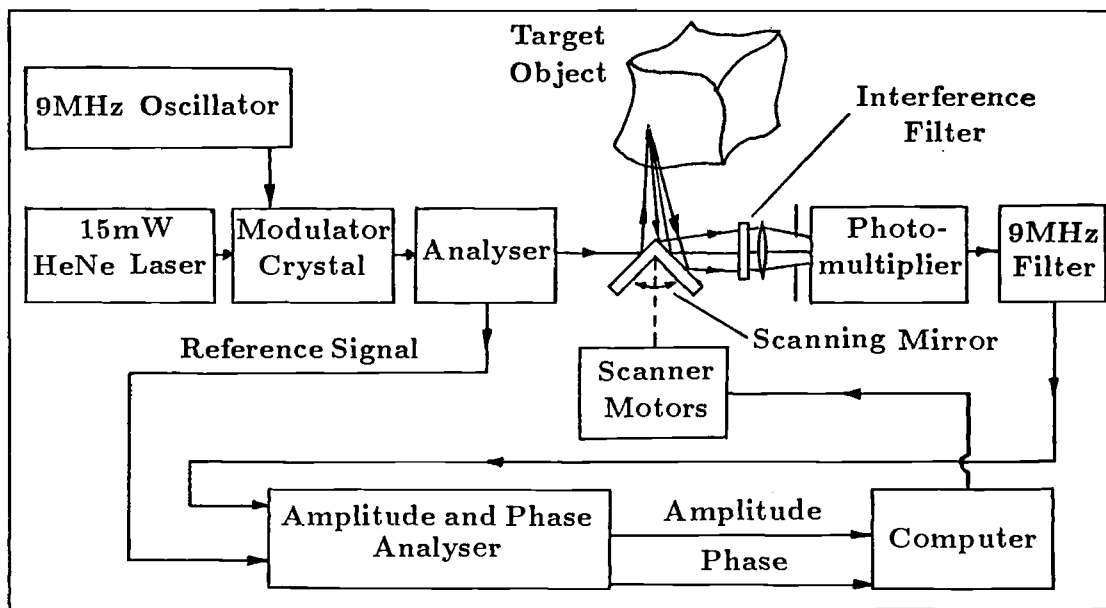 Target
Object
9MHz Oscillator
Interference
Filter
15mW
HeNe Laser
Modulator
Crystal
Analyser
Photo-
multiplier
9MHz
Filter
Reference Signal
Scanning Mirror
Scanner
Motors
Amplitude and Phase
Analyser
Amplitude
Phase
Computer